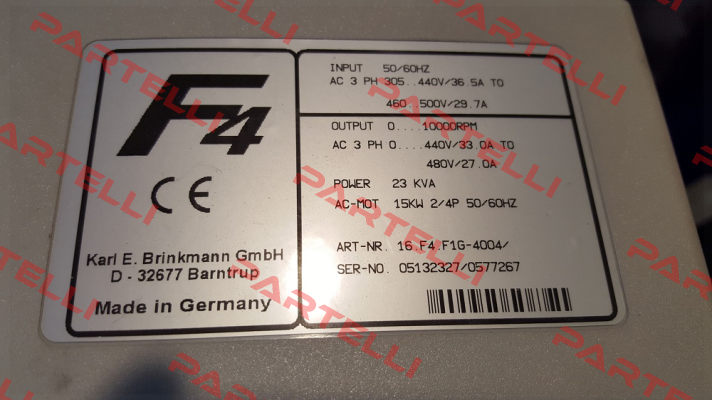 F4
CE
Karl E. Brinkmann GmbH
D - 32677 Barntrup
Made in Germany
INPUT 50/60HZ
AC 3 PH 305...440V/36.5A TO
460...500V/29.7A
OUTPUT 0....10000RPM
AC 3 PH 0....440V/33.0A TO
480V/27.0A
POWER 23 KVA
AC-MOT 15KW 2/4P 50/60HZ
ART-NR. 16.F4.F1G-4004/
SER-NO. 05132327/0577267
PARTELLI
PARTELLI
PARTELLI
PARTELLI
PARTELLI
PARTELLI
PARTELLI